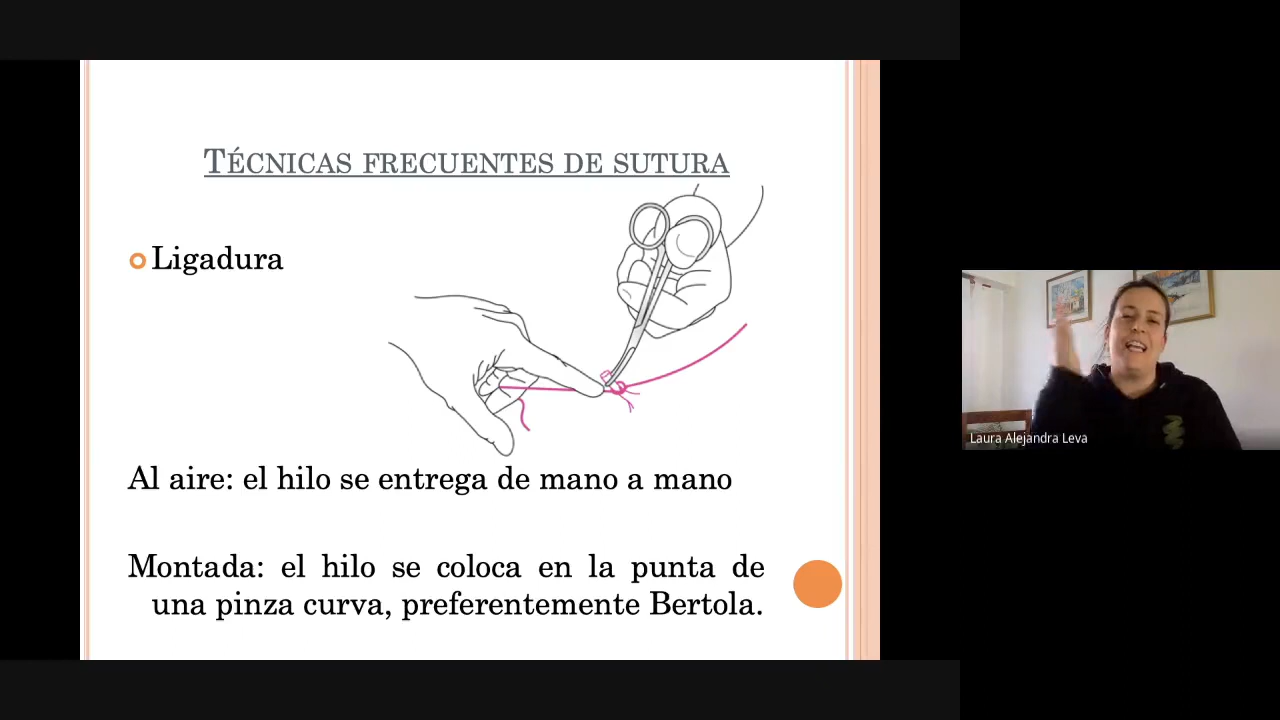 TÉCNICAS FRECUENTES DE SUTURA
Ligadura
Al aire: el hilo se entrega de mano a mano
Montada: el hilo se coloca en la punta de
una pinza curva, preferentemente Bertola.
Laura Alejandra Leva